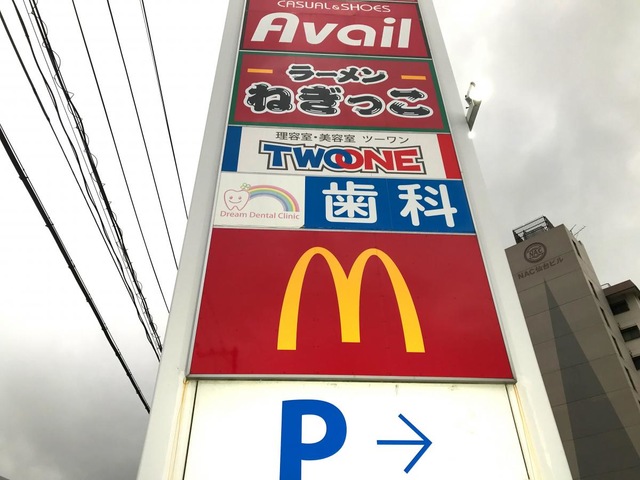 CASUAL & SHOES
Avail
ラーメン
ねぎっこ
理容室・美容室 ツーワン
TWOONE
Dream Dental Clinic
歯科
P →
NAC
NAC仙台ビル